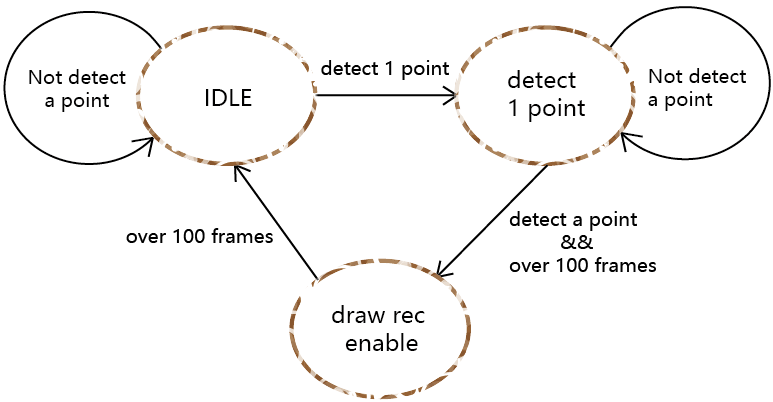 Not detect
a point
IDLE
detect 1 point
detect
1 point
Not detect
a point
over 100 frames
detect a point
&&
over 100 frames
draw rec
enable